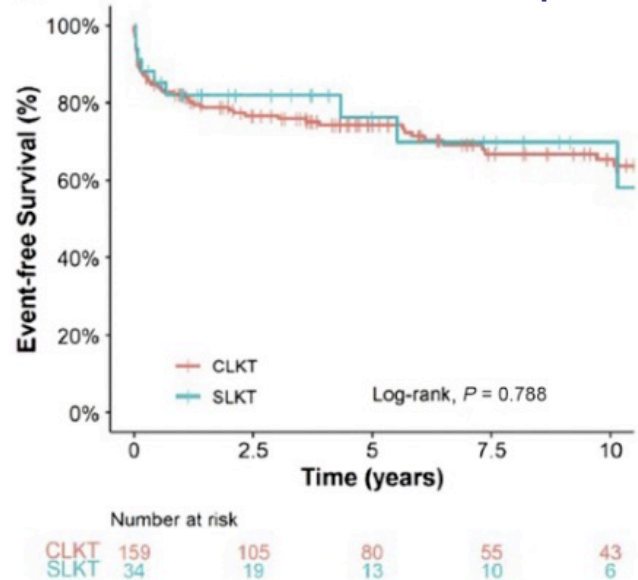 100%
80%
60%
40%
20%
0%
Event-free Survival (%)
CLKT
SLKT
Log-rank, P = 0.788
0 2.5 5 7.5 10
Time (years)
Number at risk
CLKT 159 105 80 55 43
SLKT 34 19 13 10 6